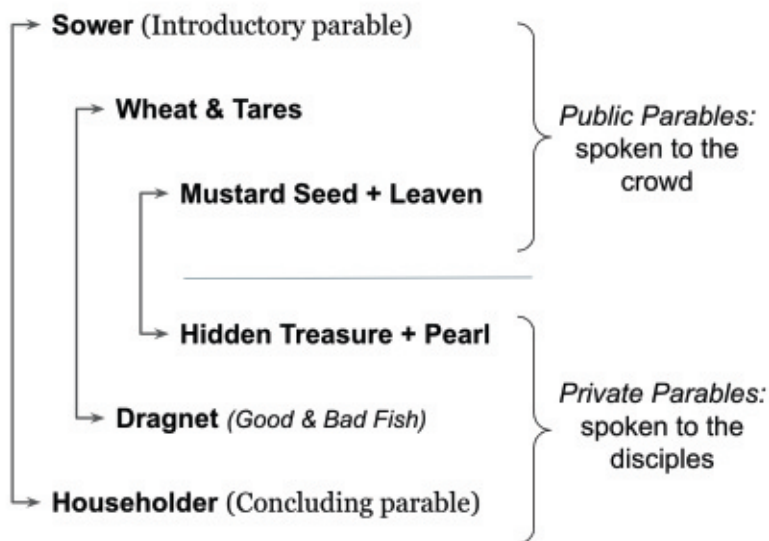 Sower (Introductory parable)
Wheat & Tares
Mustard Seed + Leaven
Public Parables:
spoken to the
crowd
Hidden Treasure + Pearl
Dragnet (Good & Bad Fish)
Householder (Concluding parable)
Private Parables:
spoken to the
disciples